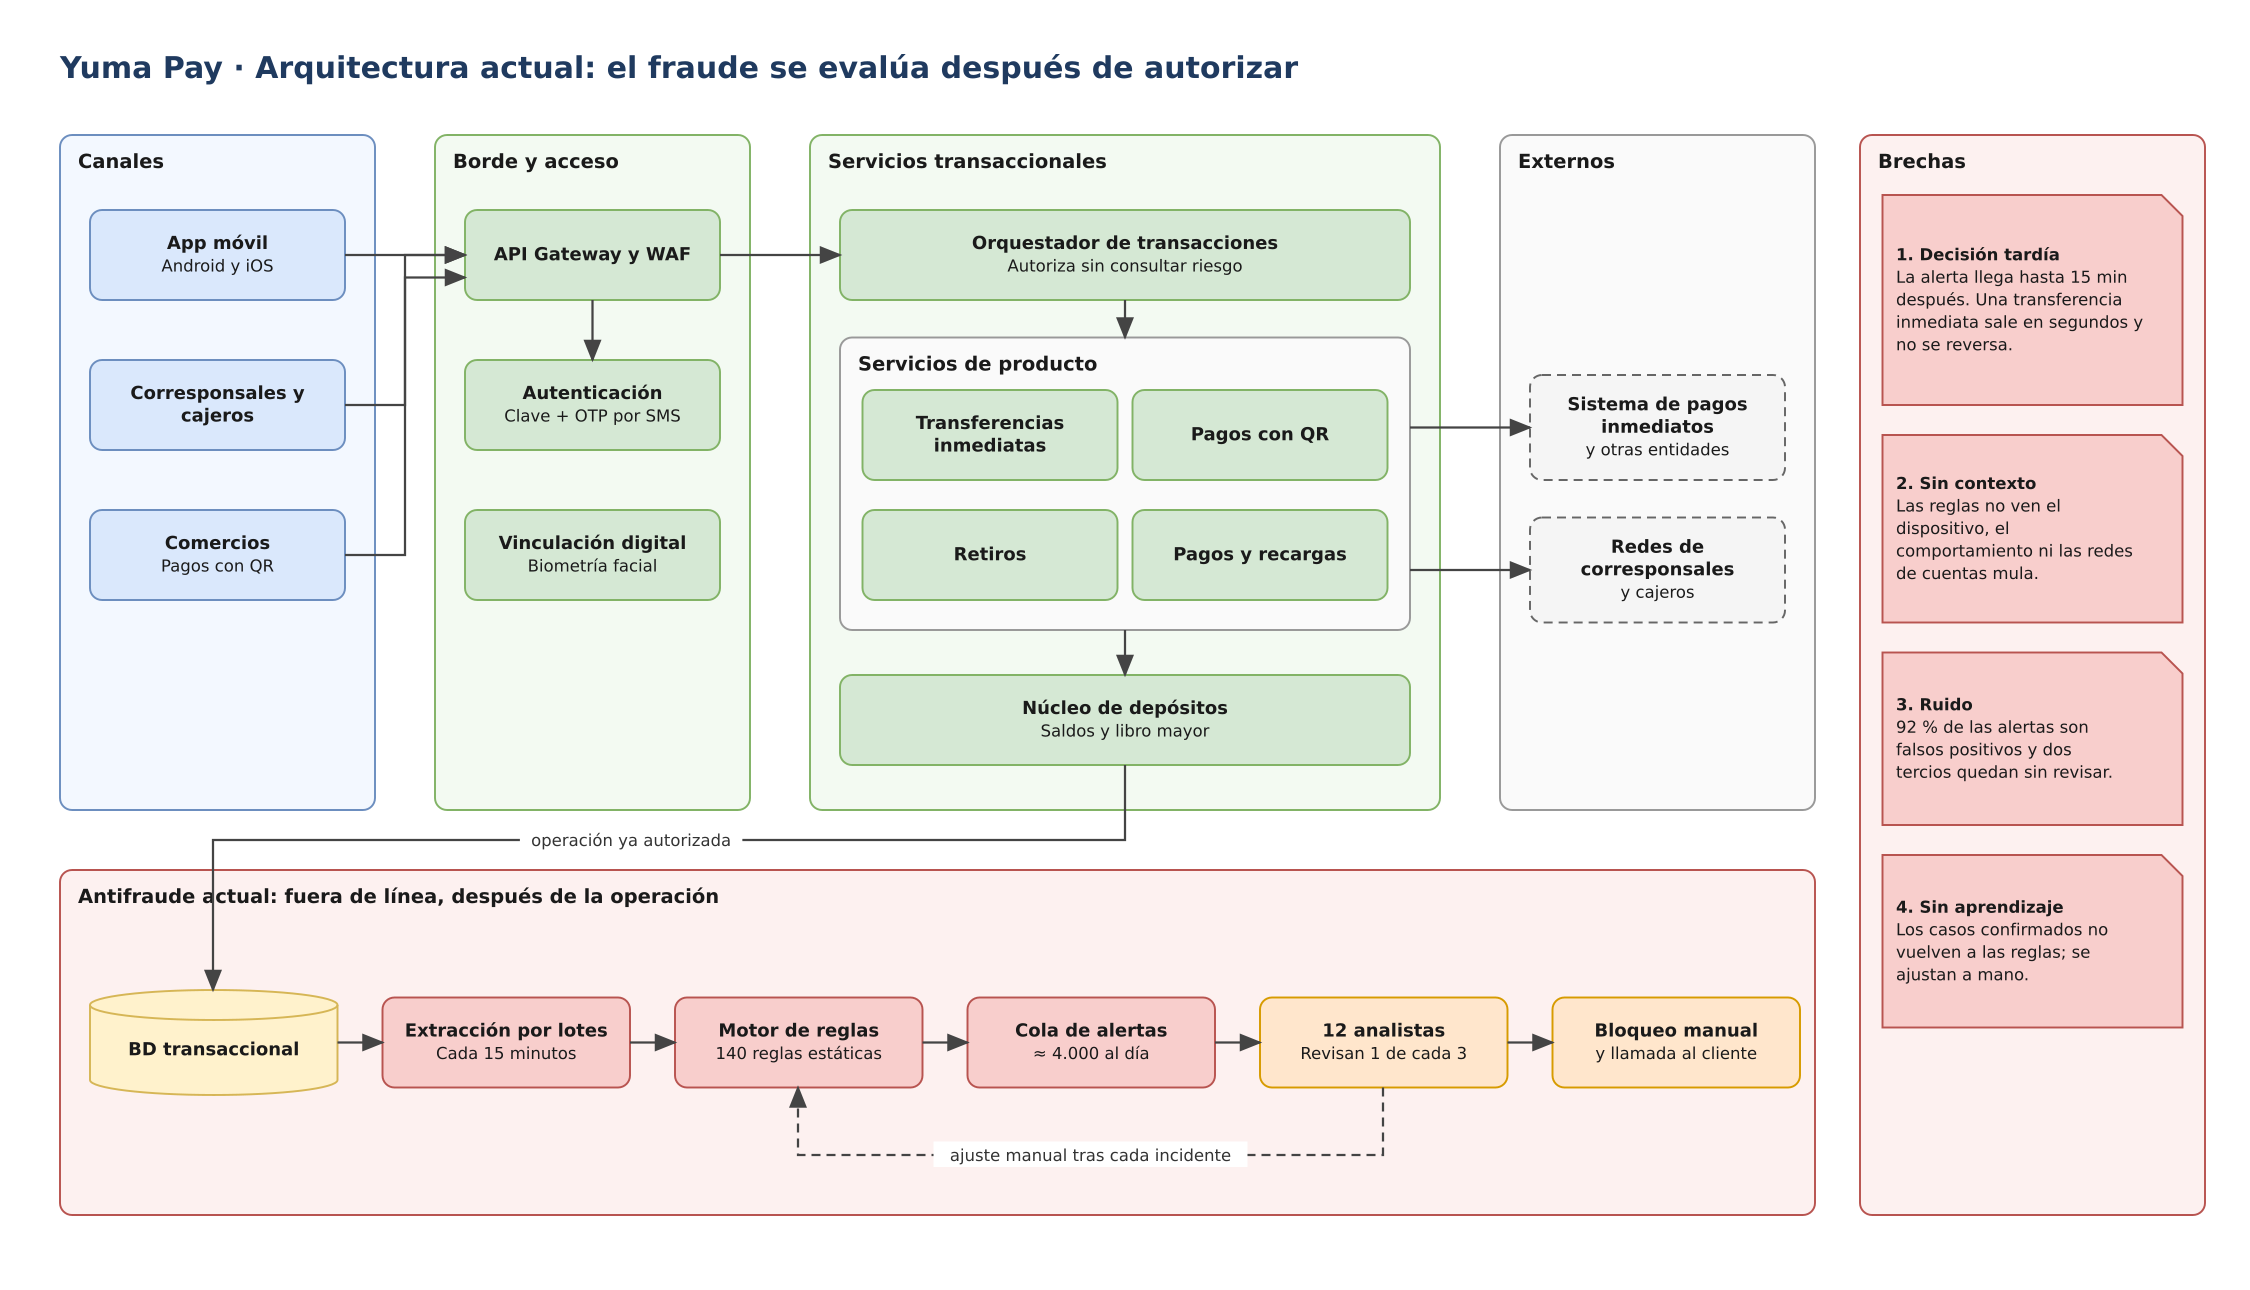 Yuma Pay · Arquitectura actual: el fraude se evalúa después de autorizar
Canales
App móvil
Android y iOS
Corresponsales y
cajeros
Comercios
Pagos con QR
Borde y acceso
API Gateway y WAF
Autenticación
Clave + OTP por SMS
Vinculación digital
Biometría facial
Servicios transaccionales
Orquestador de transacciones
Autoriza sin consultar riesgo
Servicios de producto
Transferencias
inmediatas
Pagos con QR
Retiros
Pagos y recargas
Núcleo de depósitos
Saldos y libro mayor
Externos
Sistema de pagos
inmediatos
y otras entidades
Redes de
corresponsales
y cajeros
Brechas
1. Decisión tardía
La alerta llega hasta 15 min
después. Una transferencia
inmediata sale en segundos y
no se reversa.
2. Sin contexto
Las reglas no ven el
dispositivo, el
comportamiento ni las redes
de cuentas mula.
3. Ruido
92 % de las alertas son
falsos positivos y dos
tercios quedan sin revisar.
4. Sin aprendizaje
Los casos confirmados no
vuelven a las reglas; se
ajustan a mano.
operación ya autorizada
Antifraude actual: fuera de línea, después de la operación
BD transaccional
Extracción por lotes
Cada 15 minutos
Motor de reglas
140 reglas estáticas
Cola de alertas
≈ 4.000 al día
12 analistas
Revisan 1 de cada 3
Bloqueo manual
y llamada al cliente
ajuste manual tras cada incidente